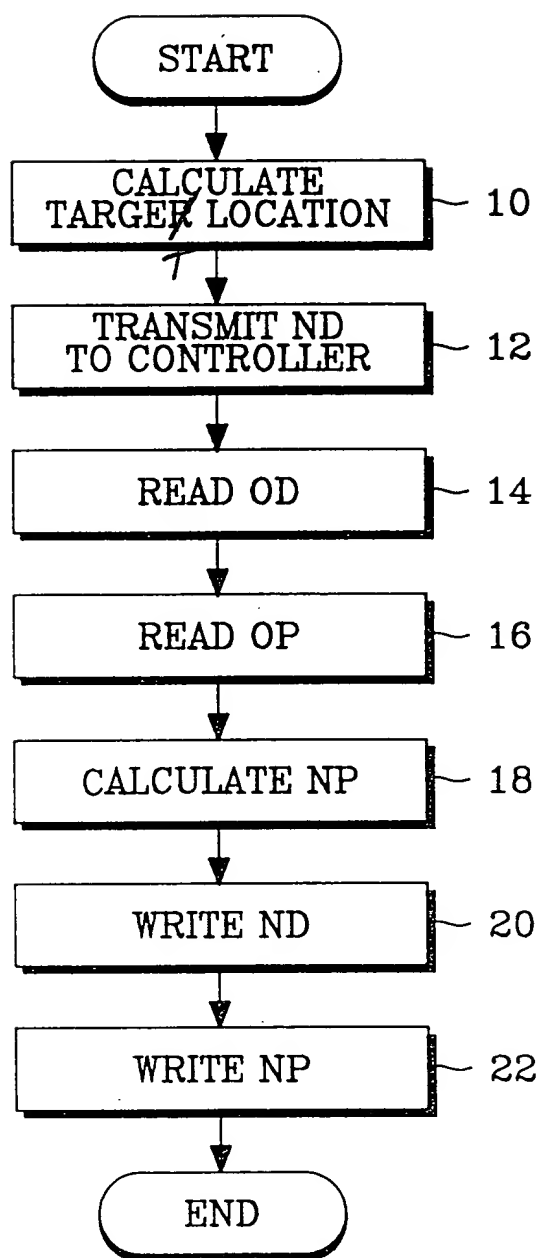 START
CALCULATE
TARGER LOCATION
10
T
TRANSMIT ND
TO CONTROLLER
12
READ OD
14
READ OP
16
CALCULATE NP
18
WRITE ND
20
WRITE NP
22
END